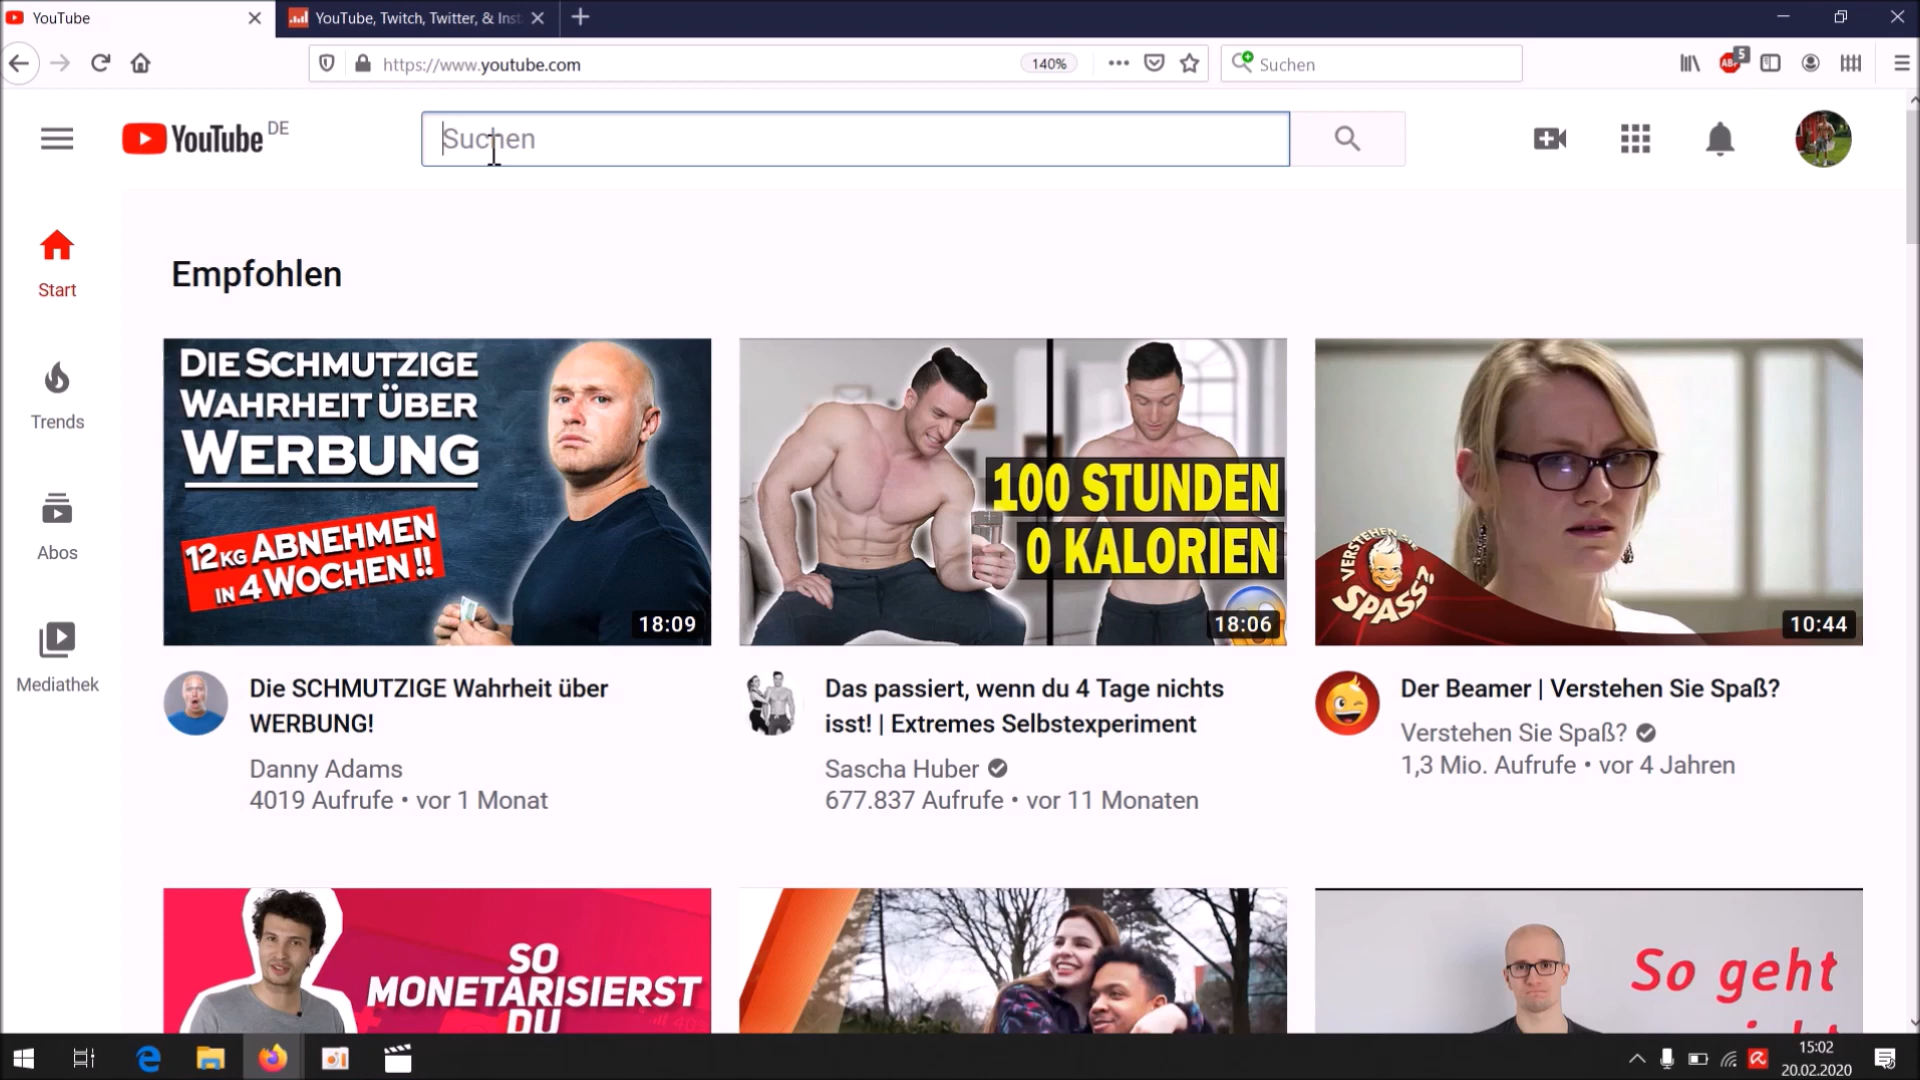 YouTube
YouTube, Twitch, Twitter, & Inst
https://www.youtube.com
140%
Suchen
ABP
5
YouTube DE
Suchen
Start
Trends
Abos
Mediathek
Empfohlen
DIE SCHMUTZIGE
WAHRHEIT ÜBER
WERBUNG
12KG ABNEHMEN
IN 4 WOCHEN !!
18:09
100 STUNDEN
0 KALORIEN
18:06
VERSTEHEN SIE
SPASS?
10:44
Die SCHMUTZIGE Wahrheit über
WERBUNG!
Danny Adams
4019 Aufrufe • vor 1 Monat
Das passiert, wenn du 4 Tage nichts
isst! | Extremes Selbstexperiment
Sascha Huber
677.837 Aufrufe • vor 11 Monaten
Der Beamer | Verstehen Sie Spaß?
Verstehen Sie Spaß?
1,3 Mio. Aufrufe • vor 4 Jahren
SO
MONETARISIERST
DU
So geht
15:02
20.02.2020